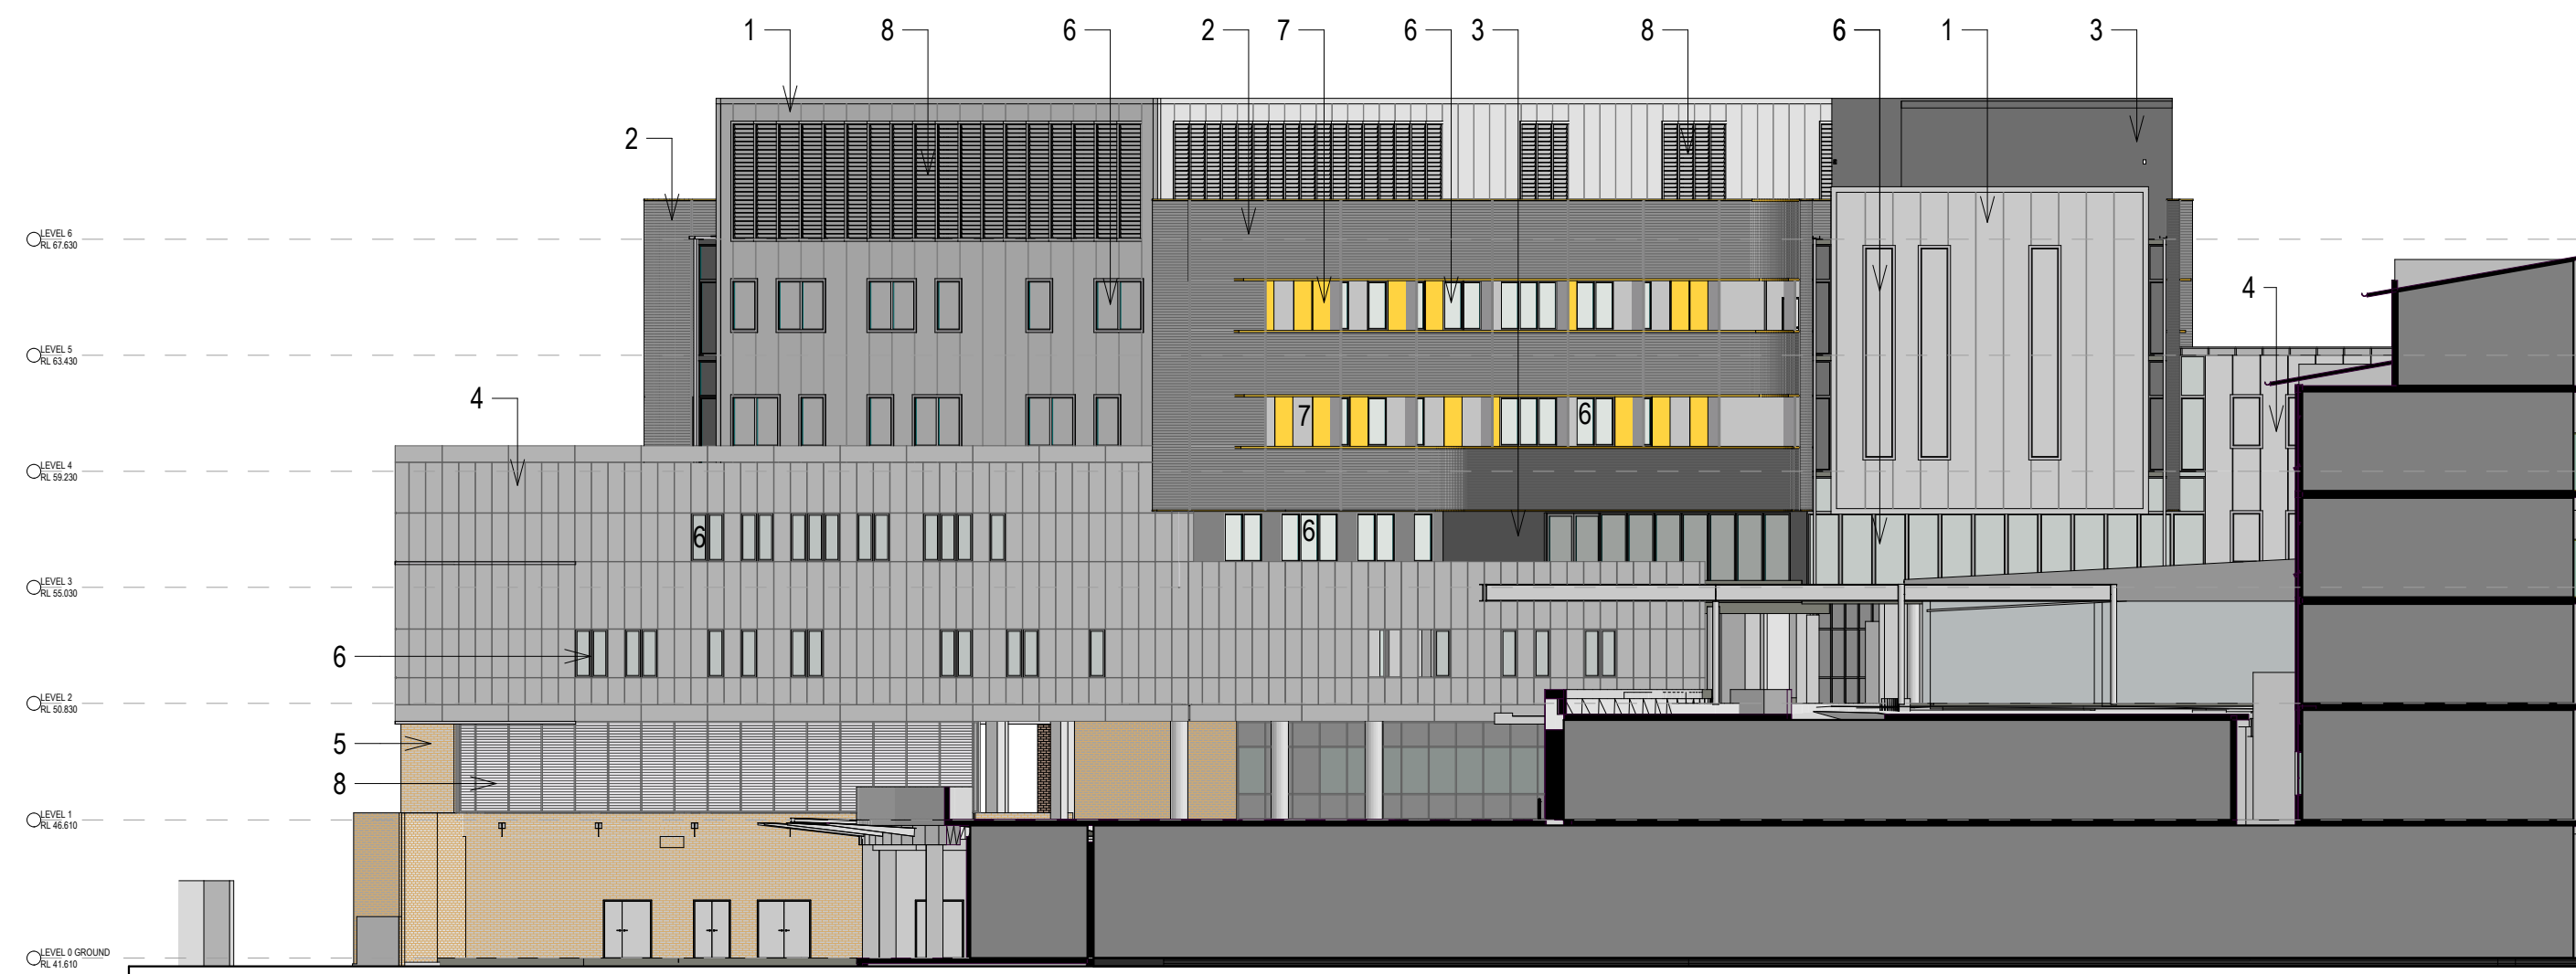 1 8 6 2 7 6 3 8 6 1 3
2
LEVEL 6
RL 67.630
4
LEVEL 5
RL 63.430
4
7 6
LEVEL 4
RL 59.230
6 6
LEVEL 3
RL 55.030
6
LEVEL 2
RL 50.830
5
8
LEVEL 1
RL 46.610
LEVEL 0 GROUND
RL 41.610